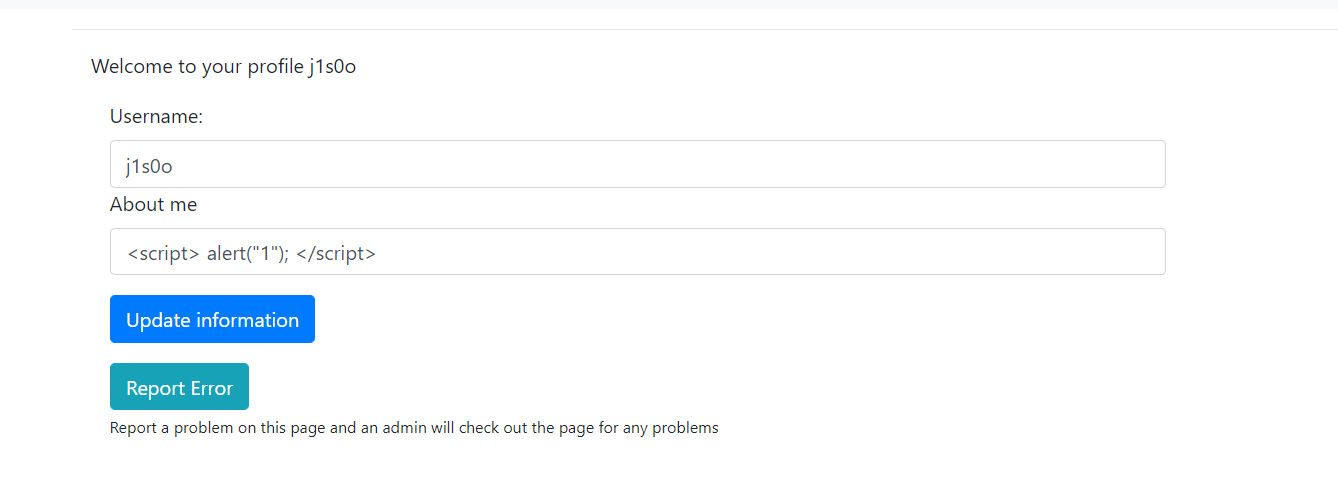 Welcome to your profile j1s0o
Username:
j1s0o
About me
<script> alert("1"); </script>
Update information
Report Error
Report a problem on this page and an admin will check out the page for any problems